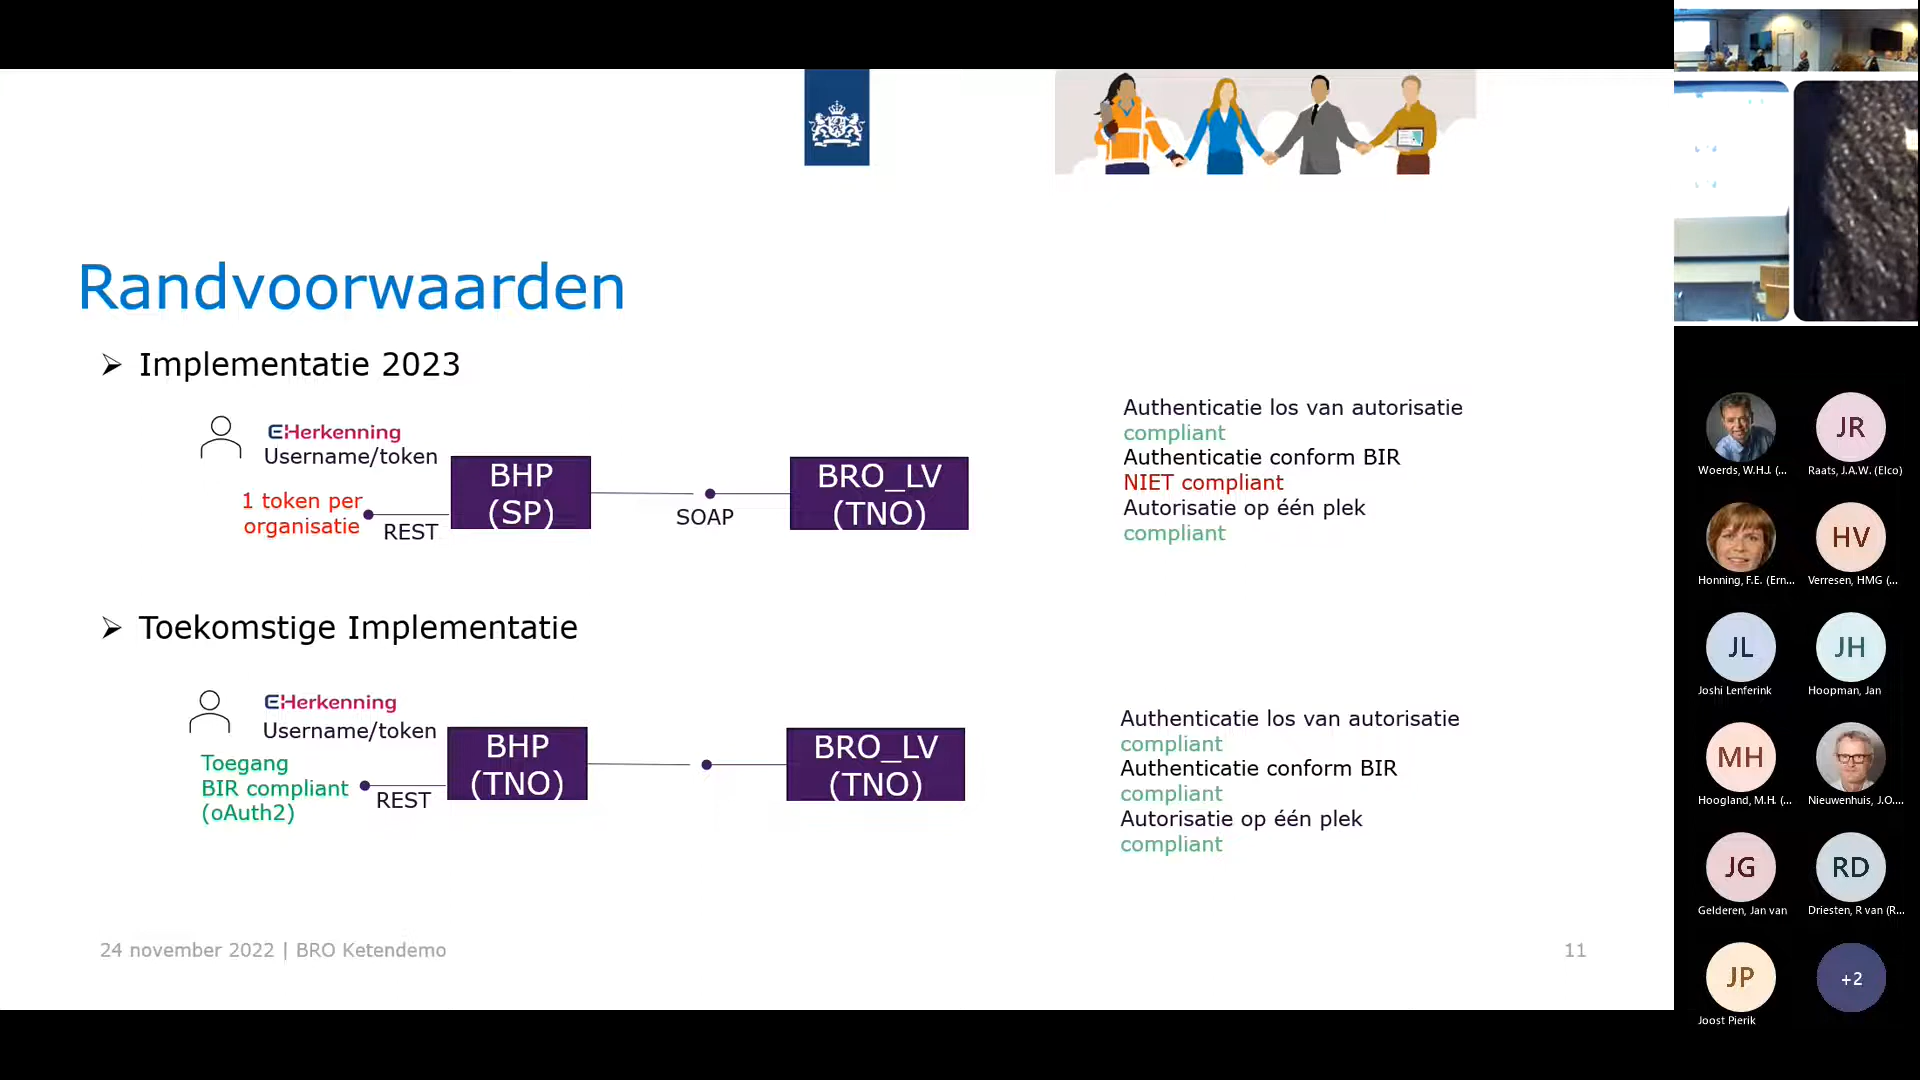 Randvoorwaarden
➢ Implementatie 2023
EHerkenning
Username/token
1 token per
organisatie
REST
BHP
(SP)
SOAP
BRO_LV
(TNO)
Authenticatie los van autorisatie
compliant
Authenticatie conform BIR
NIET compliant
Autorisatie op één plek
compliant
➢ Toekomstige Implementatie
EHerkenning
Username/token
Toegang
BIR compliant
(oAuth2)
REST
BHP
(TNO)
BRO_LV
(TNO)
Authenticatie los van autorisatie
compliant
Authenticatie conform BIR
compliant
Autorisatie op één plek
compliant
24 november 2022 | BRO Ketendemo
11
Woerds, W.H.J. (...
JR
Raats, J.A.W. (Elco)
Honning, F.E. (Ern...
HV
Verresen, HMG (...
JL
Joshi Lenferink
JH
Hoopman, Jan
MH
Hoogland, M.H. (...
Nieuwenhuis, J.O....
JG
Gelderen, Jan van
RD
Driesten, R van (R...
JP
Joost Pierik
+2